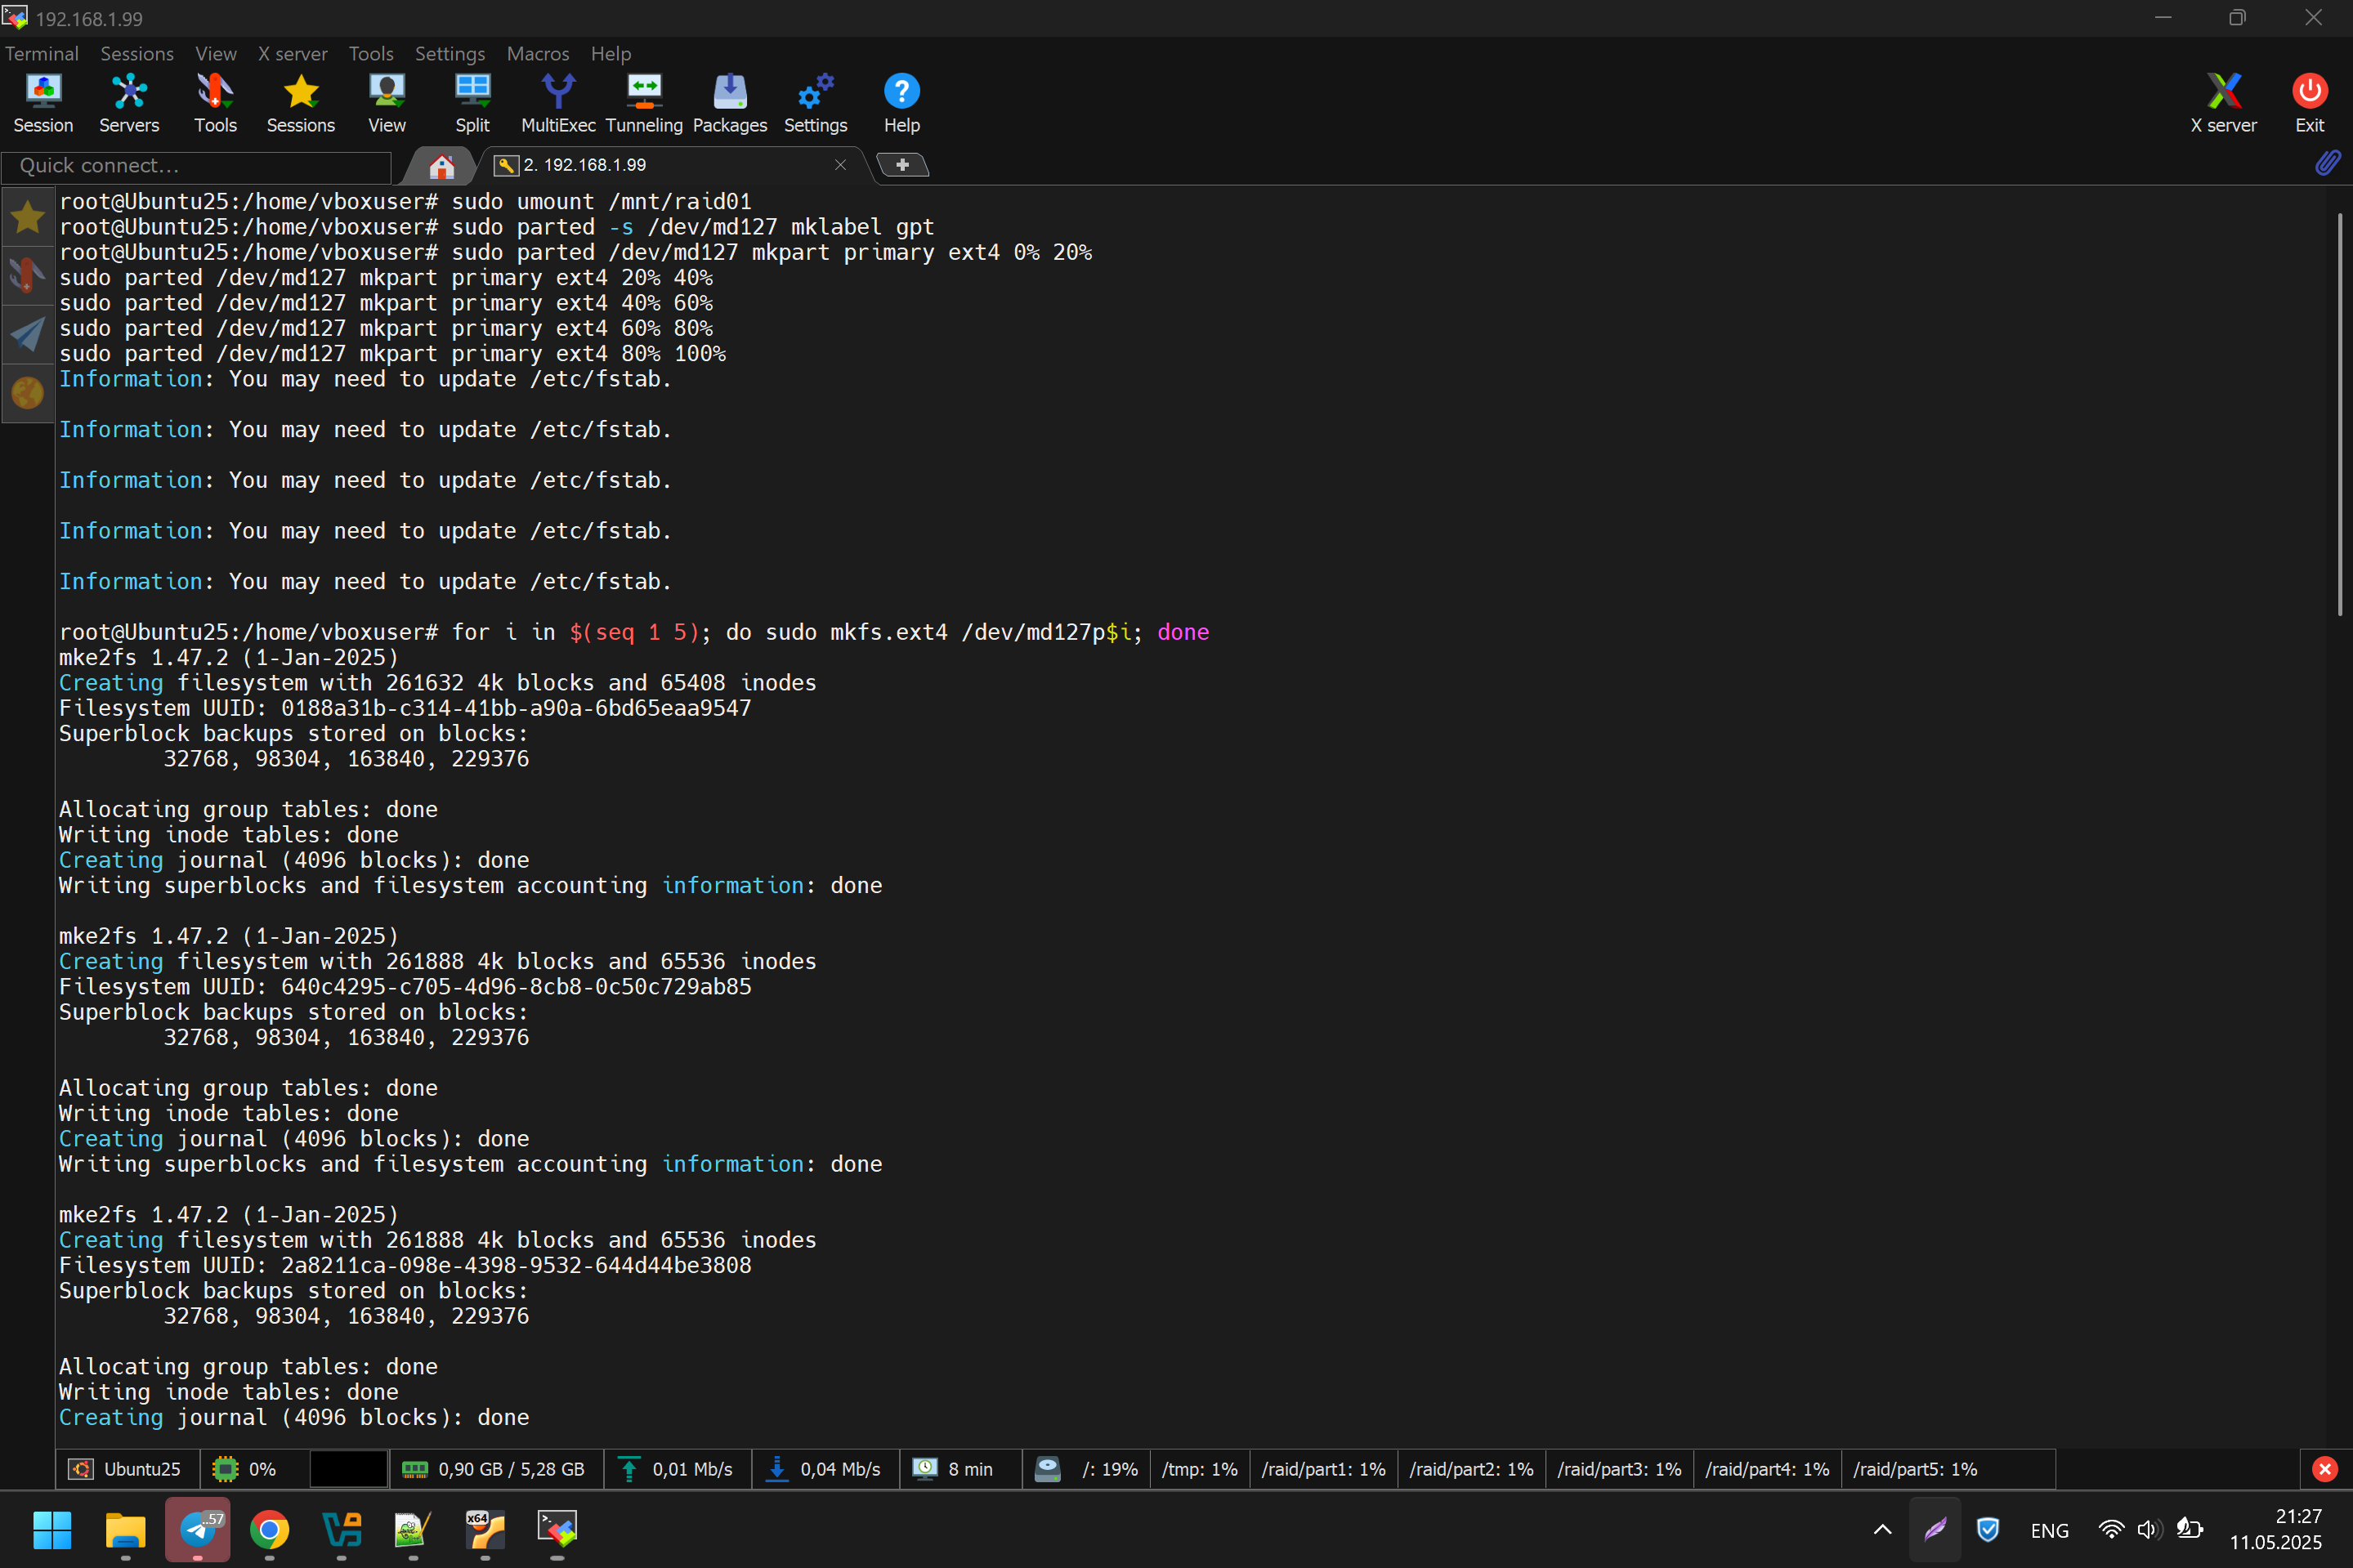 192.168.1.99
Terminal Sessions View X server Tools Settings Macros Help
Session Servers Tools Sessions View Split MultiExec Tunneling Packages Settings Help X server Exit
Quick connect... 2. 192.168.1.99
root@Ubuntu25:/home/vboxuser# sudo umount /mnt/raid01
root@Ubuntu25:/home/vboxuser# sudo parted -s /dev/md127 mklabel gpt
root@Ubuntu25:/home/vboxuser# sudo parted /dev/md127 mkpart primary ext4 0% 20%
sudo parted /dev/md127 mkpart primary ext4 20% 40%
sudo parted /dev/md127 mkpart primary ext4 40% 60%
sudo parted /dev/md127 mkpart primary ext4 60% 80%
sudo parted /dev/md127 mkpart primary ext4 80% 100%
Information: You may need to update /etc/fstab.
Information: You may need to update /etc/fstab.
Information: You may need to update /etc/fstab.
Information: You may need to update /etc/fstab.
Information: You may need to update /etc/fstab.
root@Ubuntu25:/home/vboxuser# for i in $(seq 1 5); do sudo mkfs.ext4 /dev/md127p$i; done
mke2fs 1.47.2 (1-Jan-2025)
Creating filesystem with 261632 4k blocks and 65408 inodes
Filesystem UUID: 0188a31b-c314-41bb-a90a-6bd65eaa9547
Superblock backups stored on blocks:
32768, 98304, 163840, 229376
Allocating group tables: done
Writing inode tables: done
Creating journal (4096 blocks): done
Writing superblocks and filesystem accounting information: done
mke2fs 1.47.2 (1-Jan-2025)
Creating filesystem with 261888 4k blocks and 65536 inodes
Filesystem UUID: 640c4295-c705-4d96-8cb8-0c50c729ab85
Superblock backups stored on blocks:
32768, 98304, 163840, 229376
Allocating group tables: done
Writing inode tables: done
Creating journal (4096 blocks): done
Writing superblocks and filesystem accounting information: done
mke2fs 1.47.2 (1-Jan-2025)
Creating filesystem with 261888 4k blocks and 65536 inodes
Filesystem UUID: 2a8211ca-098e-4398-9532-644d44be3808
Superblock backups stored on blocks:
32768, 98304, 163840, 229376
Allocating group tables: done
Writing inode tables: done
Creating journal (4096 blocks): done
Ubuntu25 0% 0,90 GB / 5,28 GB 0,01 Mb/s 0,04 Mb/s 8 min /: 19% /tmp: 1% /raid/part1: 1% /raid/part2: 1% /raid/part3: 1% /raid/part4: 1% /raid/part5: 1%
..57 x64 ENG 21:27
11.05.2025